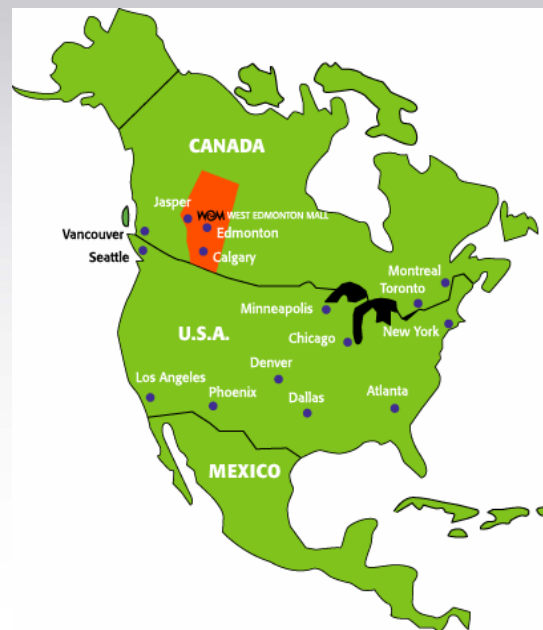 CANADA
Jasper
WEM WEST EDMONTON MALL
Edmonton
Vancouver
Seattle
Calgary
Montreal
Toronto
Minneapolis
New York
U.S.A.
Chicago
Denver
Los Angeles
Phoenix
Dallas
Atlanta
MEXICO